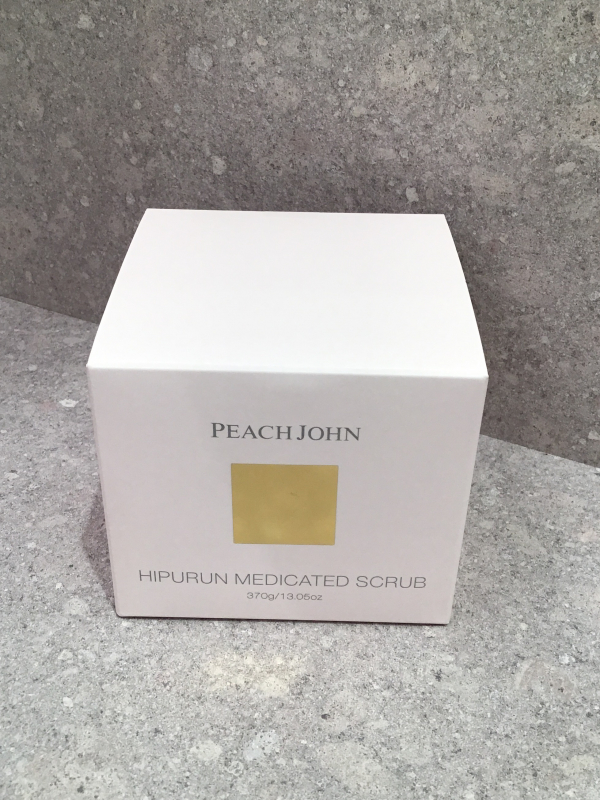 PEACH JOHN
HIPURUN MEDICATED SCRUB
370g/13.05oz